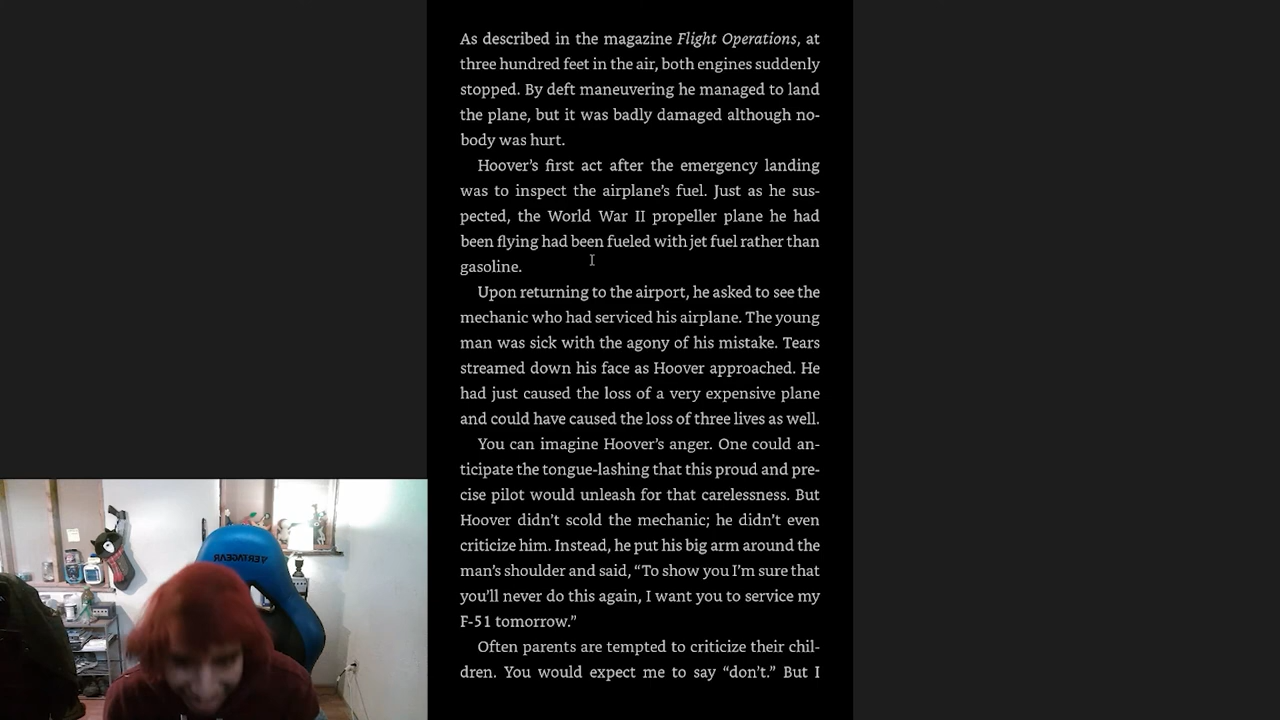 As described in the magazine Flight Operations, at
three hundred feet in the air, both engines suddenly
stopped. By deft maneuvering he managed to land
the plane, but it was badly damaged although no-
body was hurt.
Hoover’s first act after the emergency landing
was to inspect the airplane’s fuel. Just as he sus-
pected, the World War II propeller plane he had
been flying had been fueled with jet fuel rather than
gasoline.
Upon returning to the airport, he asked to see the
mechanic who had serviced his airplane. The young
man was sick with the agony of his mistake. Tears
streamed down his face as Hoover approached. He
had just caused the loss of a very expensive plane
and could have caused the loss of three lives as well.
You can imagine Hoover’s anger. One could an-
ticipate the tongue-lashing that this proud and pre-
cise pilot would unleash for that carelessness. But
Hoover didn’t scold the mechanic; he didn’t even
criticize him. Instead, he put his big arm around the
man’s shoulder and said, “To show you I’m sure that
you’ll never do this again, I want you to service my
F-51 tomorrow.”
Often parents are tempted to criticize their chil-
dren. You would expect me to say “don’t.” But I
VERTAGEAR